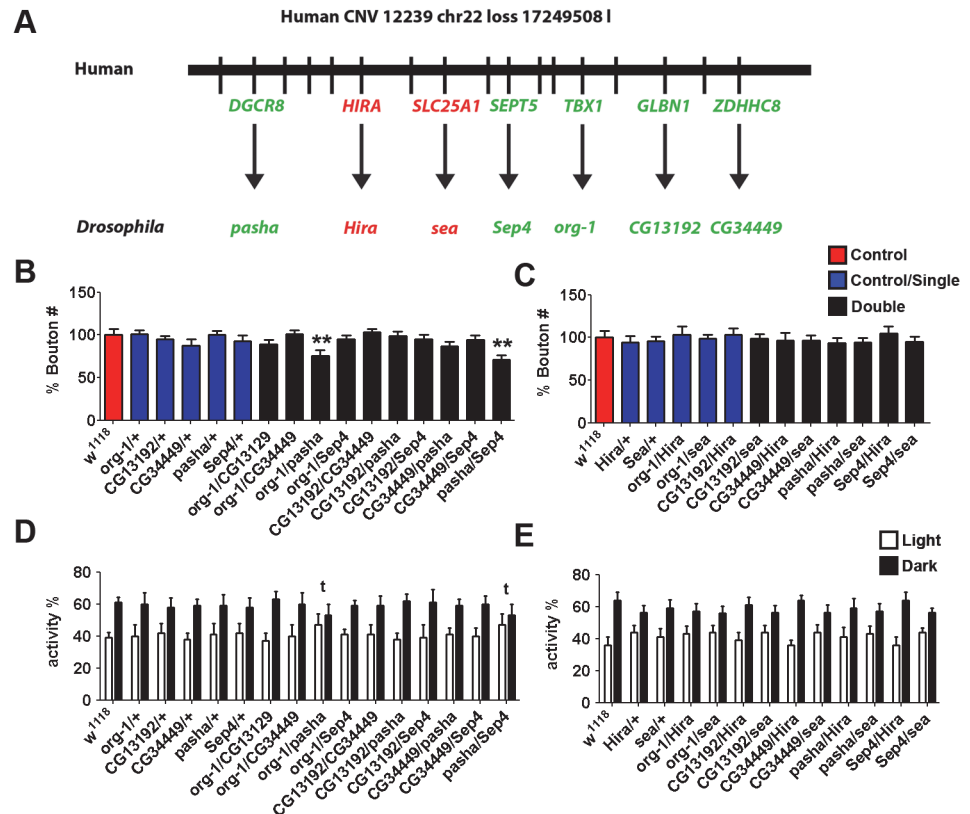 A
Human CNV 12239 chr22 loss 17249508 l
Human
DGCR8 HIRA SLC25A1 SEPT5 TBX1 GLBN1 ZDHHC8
Drosophila pasha Hira sea Sep4 org-1 CG13192 CG34449
B
% Bouton #
150
100
50
0
w1118
org-1/+
CG13192/+
CG34449/+
pasha/+
Sep4/+
org-1/CG13129
org-1/CG34449
org-1/pasha
org-1/Sep4
CG13192/CG34449
CG13192/pasha
CG13192/Sep4
CG34449/pasha
CG34449/Sep4
pasha/Sep4
**
**
C
Control
Control/Single
Double
% Bouton #
150
100
50
0
w1118
Hira/+
Sea/+
org-1/Hira
org-1/sea
CG13192/Hira
CG13192/sea
CG34449/Hira
CG34449/sea
pasha/Hira
pasha/sea
Sep4/Hira
Sep4/sea
D
activity %
80
60
40
20
0
t
t
w1118
org-1/+
CG13192/+
CG34449/+
pasha/+
Sep4/+
org-1/CG13129
org-1/CG34449
org-1/pasha
org-1/Sep4
CG13192/CG34449
CG13192/pasha
CG13192/Sep4
CG34449/pasha
CG34449/Sep4
pasha/Sep4
E
Light
Dark
activity %
80
60
40
20
0
w1118
Hira/+
sea/+
org-1/Hira
org-1/sea
CG13192/Hira
CG13192/sea
CG34449/Hira
CG34449/sea
pasha/Hira
pasha/sea
Sep4/Hira
Sep4/sea